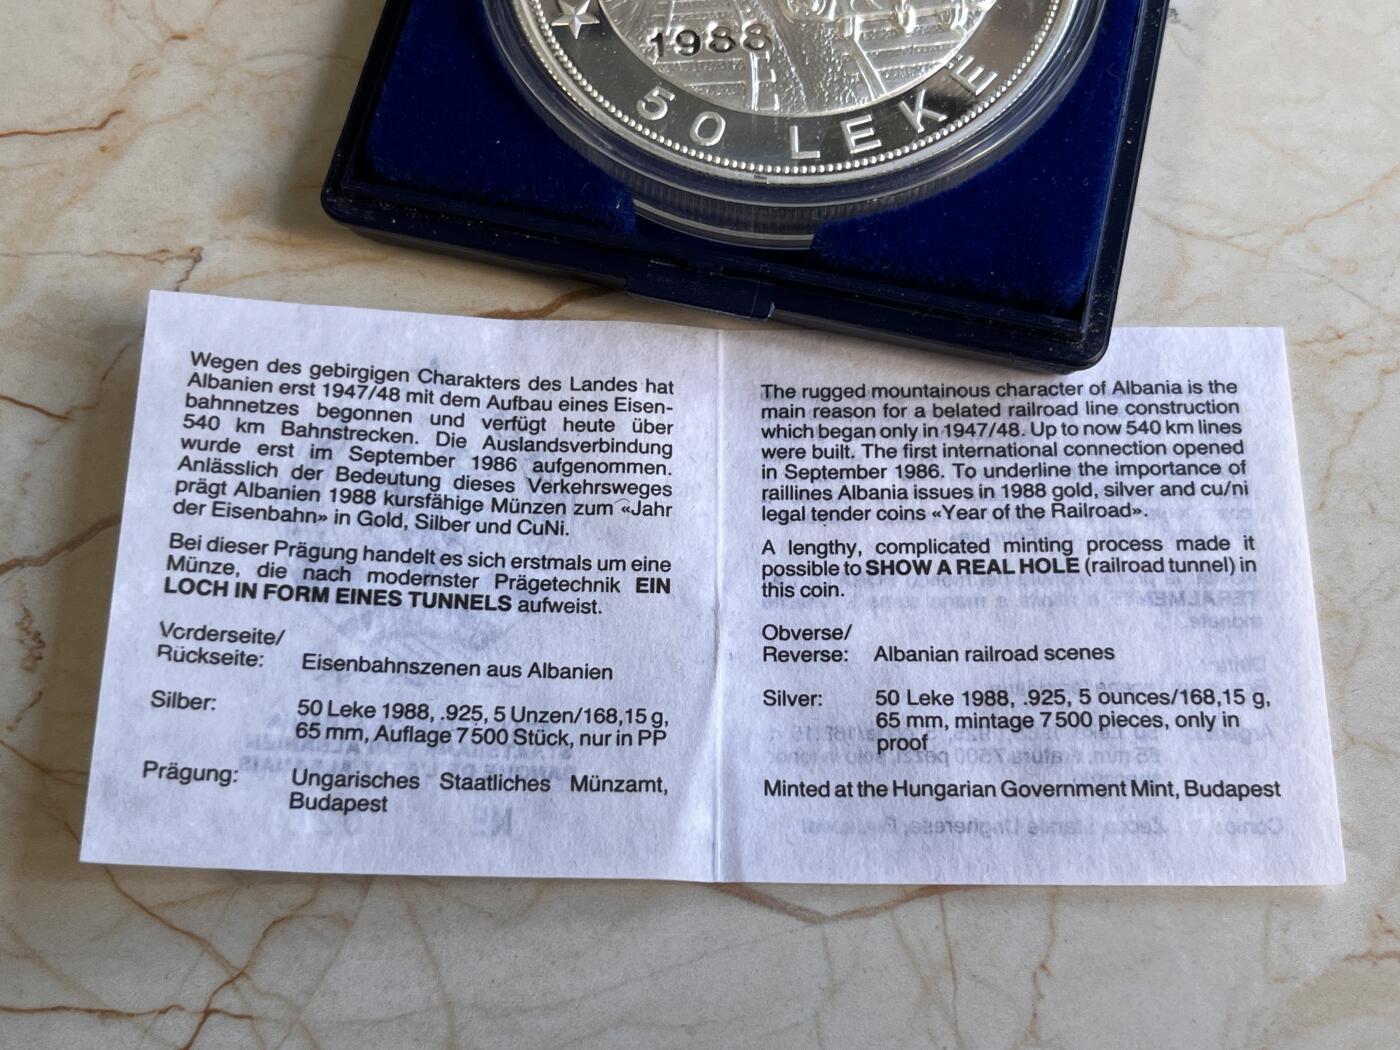 1988
50 LEKE
Wegen des gebirgigen Charakters des Landes hat
Albanien erst 1947/48 mit dem Aufbau eines Eisen-
bahnnetzes begonnen und verfügt heute über
540 km Bahnstrecken. Die Auslandsverbindung
wurde erst im September 1986 aufgenommen.
Anlässlich der Bedeutung dieses Verkehrsweges
prägt Albanien 1988 kursfähige Münzen zum «Jahr
der Eisenbahn» in Gold, Silber und CuNi.
Bei dieser Prägung handelt es sich erstmals um eine
Münze, die nach modernster Prägetechnik EIN
LOCH IN FORM EINES TUNNELS aufweist.
Vorderseite/
Rückseite: Eisenbahnszenen aus Albanien
Silber: 50 Leke 1988, .925, 5 Unzen/168,15 g,
65 mm, Auflage 7500 Stück, nur in PP
Prägung: Ungarisches Staatliches Münzamt,
Budapest
The rugged mountainous character of Albania is the
main reason for a belated railroad line construction
which began only in 1947/48. Up to now 540 km lines
were built. The first international connection opened
in September 1986. To underline the importance of
raillines Albania issues in 1988 gold, silver and cu/ni
legal tender coins «Year of the Railroad».
A lengthy, complicated minting process made it
possible to SHOW A REAL HOLE (railroad tunnel) in
this coin.
Obverse/
Reverse: Albanian railroad scenes
Silver: 50 Leke 1988, .925, 5 ounces/168,15 g,
65 mm, mintage 7500 pieces, only in
proof
Minted at the Hungarian Government Mint, Budapest